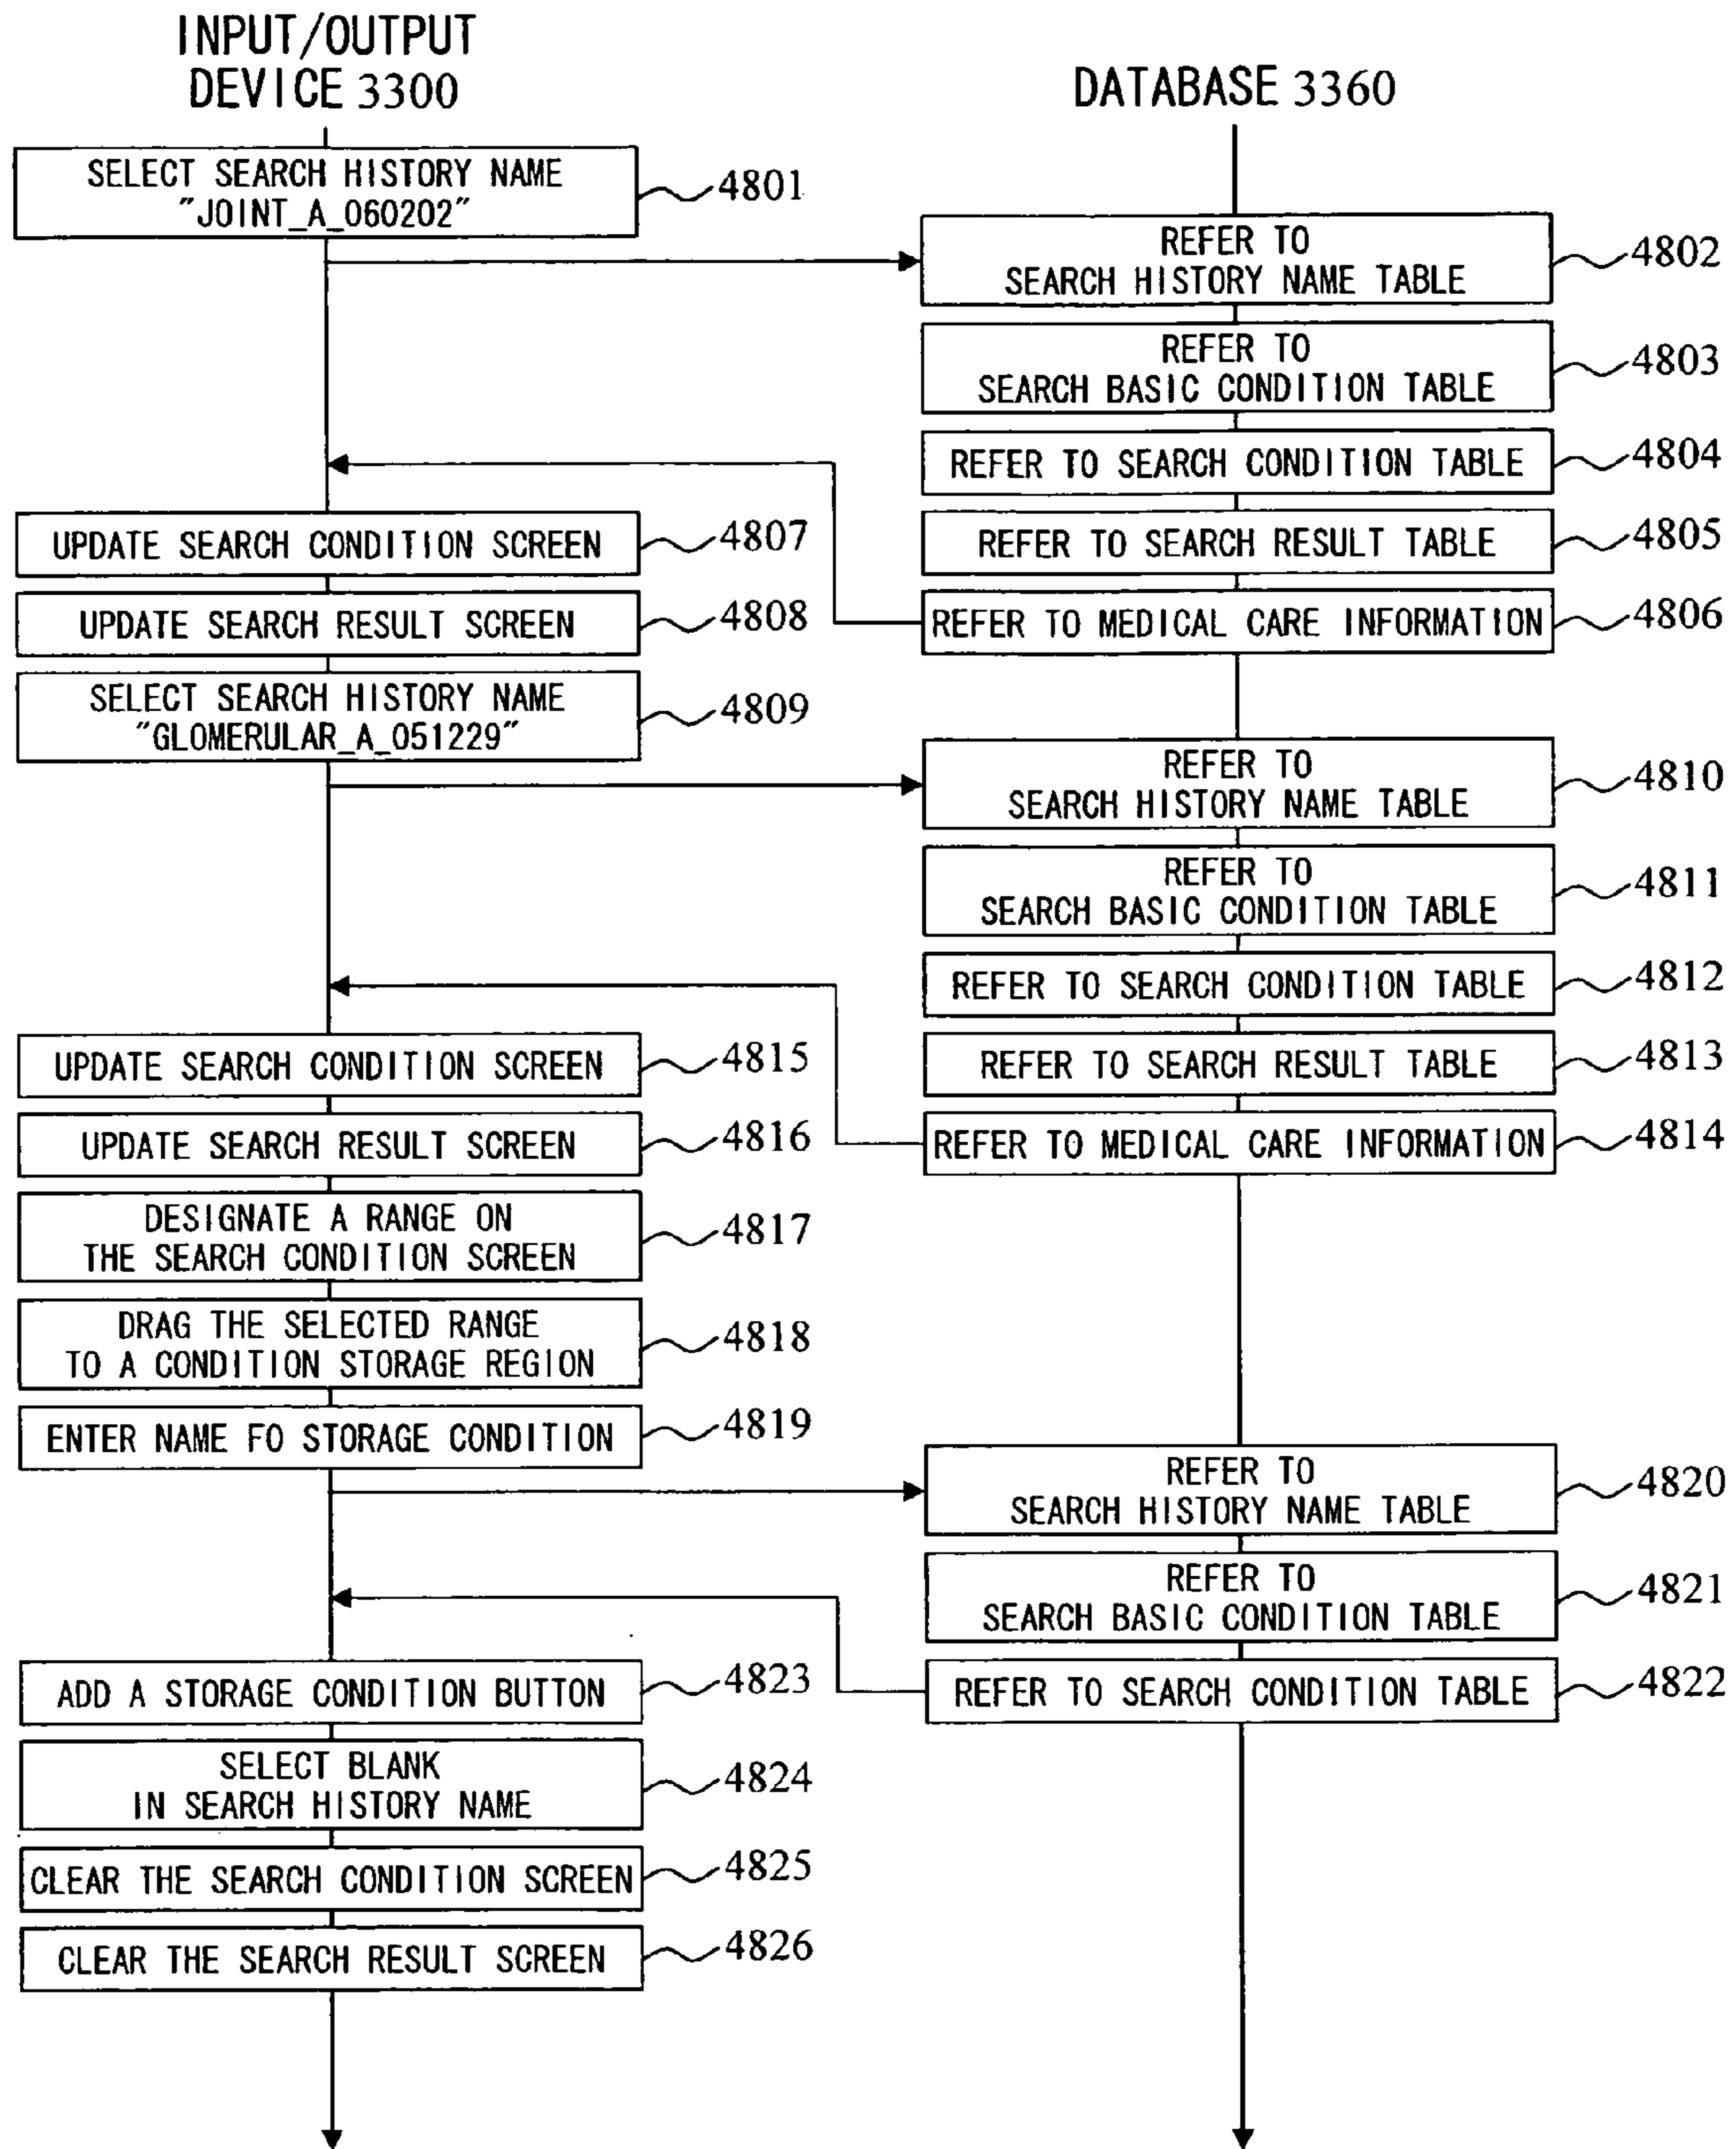 INPUT/OUTPUT
DEVICE 3300
DATABASE 3360
SELECT SEARCH HISTORY NAME
"JOINT_A_060202"
4801
REFER TO
SEARCH HISTORY NAME TABLE
4802
REFER TO
SEARCH BASIC CONDITION TABLE
4803
REFER TO SEARCH CONDITION TABLE
4804
UPDATE SEARCH CONDITION SCREEN
4807
REFER TO SEARCH RESULT TABLE
4805
UPDATE SEARCH RESULT SCREEN
4808
REFER TO MEDICAL CARE INFORMATION
4806
SELECT SEARCH HISTORY NAME
"GLOMERULAR_A_051229"
4809
REFER TO
SEARCH HISTORY NAME TABLE
4810
REFER TO
SEARCH BASIC CONDITION TABLE
4811
REFER TO SEARCH CONDITION TABLE
4812
UPDATE SEARCH CONDITION SCREEN
4815
REFER TO SEARCH RESULT TABLE
4813
UPDATE SEARCH RESULT SCREEN
4816
REFER TO MEDICAL CARE INFORMATION
4814
DESIGNATE A RANGE ON
THE SEARCH CONDITION SCREEN
4817
DRAG THE SELECTED RANGE
TO A CONDITION STORAGE REGION
4818
ENTER NAME FO STORAGE CONDITION
4819
REFER TO
SEARCH HISTORY NAME TABLE
4820
REFER TO
SEARCH BASIC CONDITION TABLE
4821
ADD A STORAGE CONDITION BUTTON
4823
REFER TO SEARCH CONDITION TABLE
4822
SELECT BLANK
IN SEARCH HISTORY NAME
4824
CLEAR THE SEARCH CONDITION SCREEN
4825
CLEAR THE SEARCH RESULT SCREEN
4826